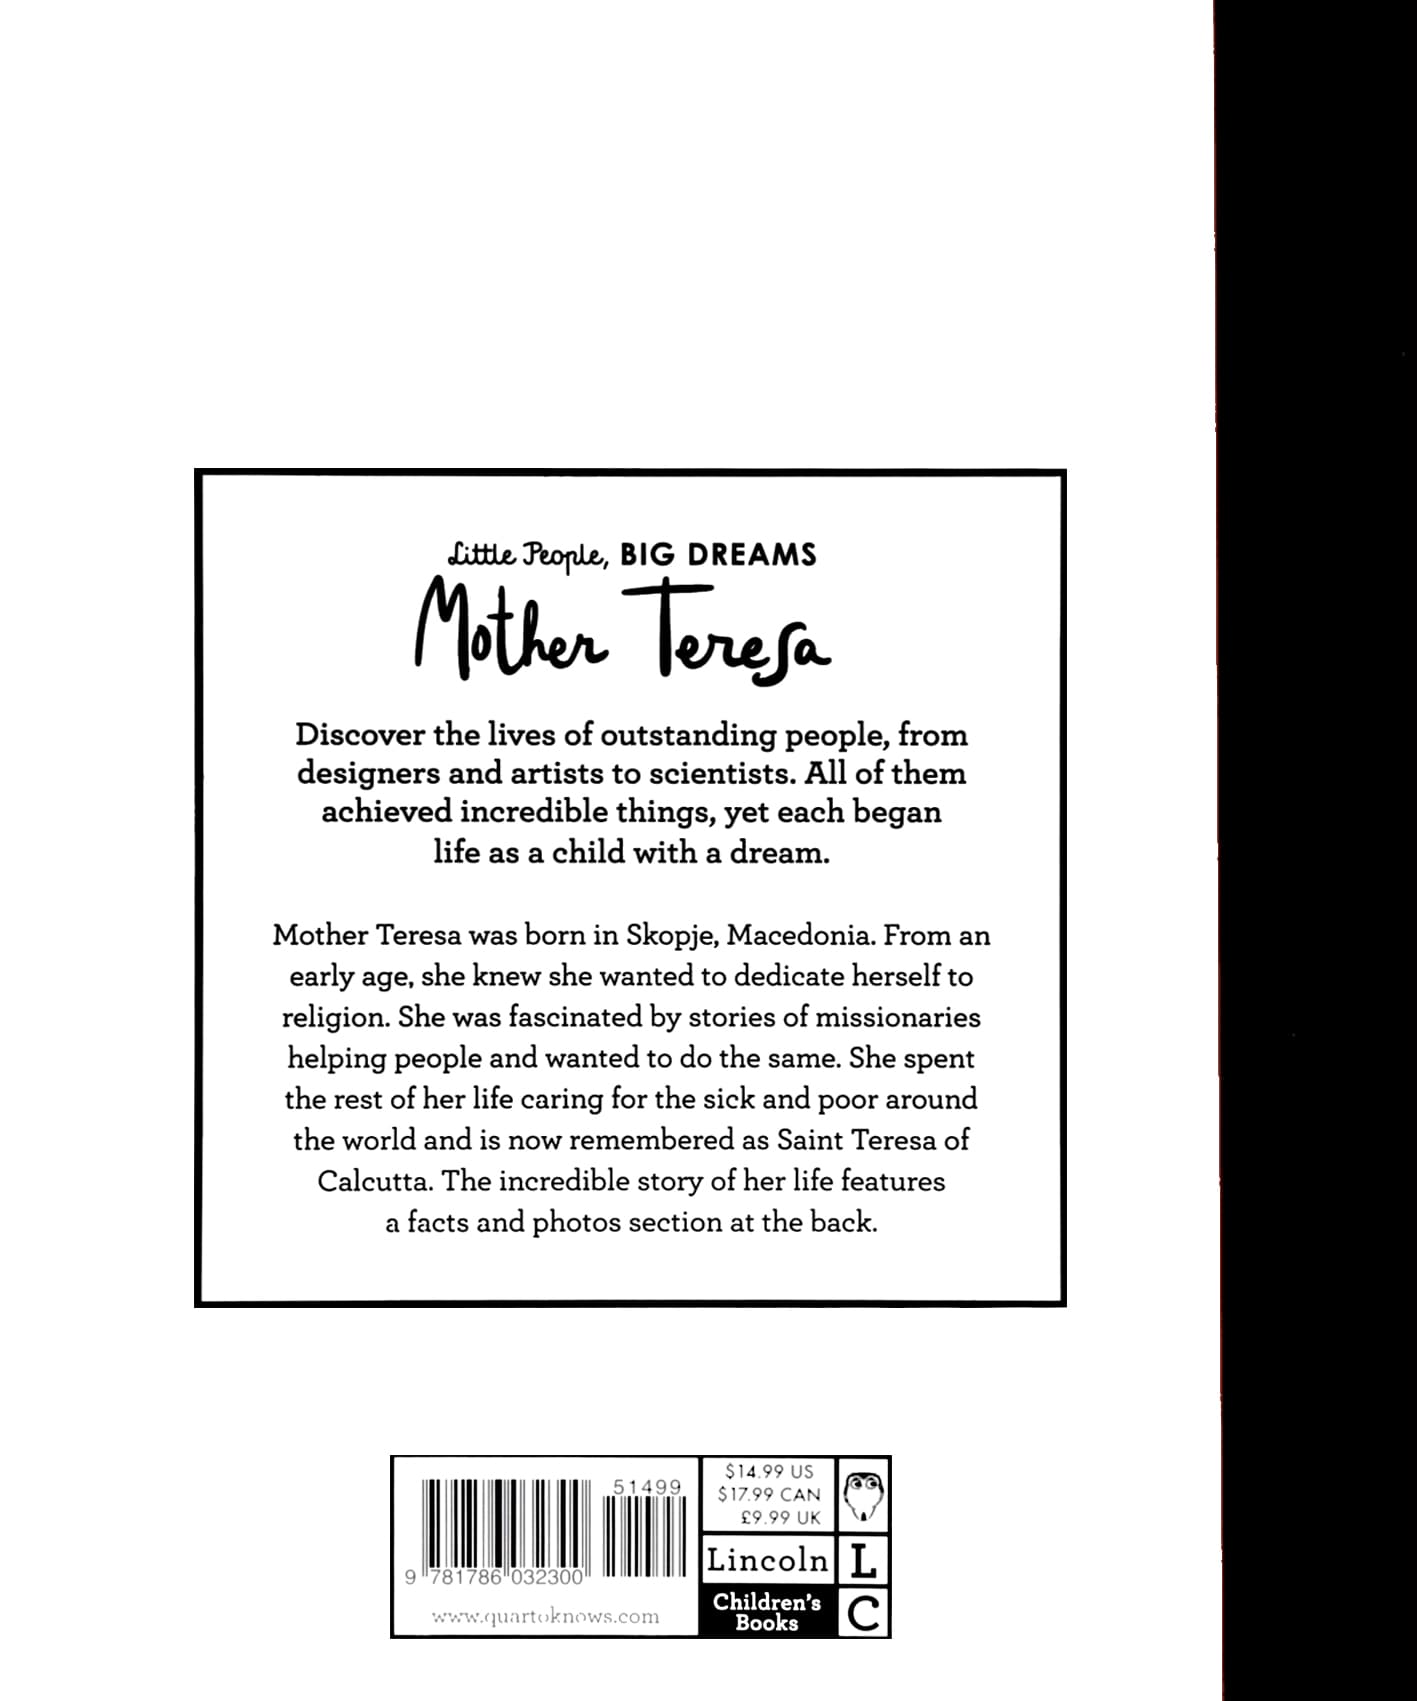 Little People, BIG DREAMS
Mother Teresa
Discover the lives of outstanding people, from
designers and artists to scientists. All of them
achieved incredible things, yet each began
life as a child with a dream.
Mother Teresa was born in Skopje, Macedonia. From an
early age, she knew she wanted to dedicate herself to
religion. She was fascinated by stories of missionaries
helping people and wanted to do the same. She spent
the rest of her life caring for the sick and poor around
the world and is now remembered as Saint Teresa of
Calcutta. The incredible story of her life features
a facts and photos section at the back.
51499
9 781786 032300
www.quartoknows.com
$14.99 US
$17.99 CAN
£9.99 UK
Lincoln
L
Children's
Books
C